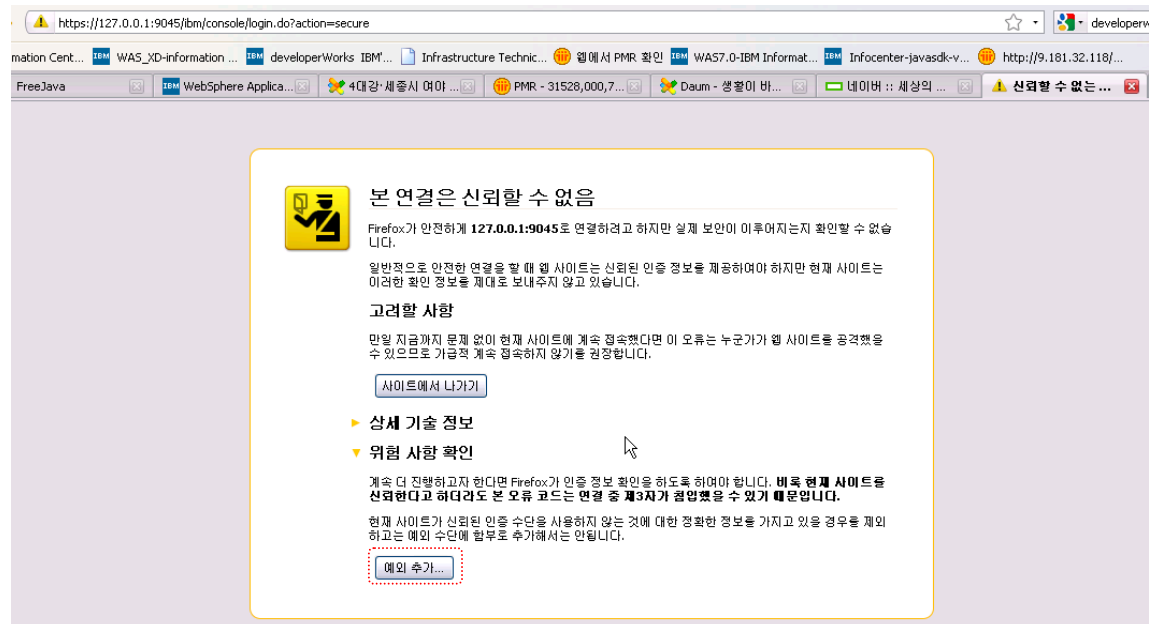 https://127.0.0.1:9045/ibm/console/login.do?action=secure
developerw
mation Cent... IBM WAS_XD-information ... IBM developerWorks IBM'... Infrastructure Technic... 웹에서 PMR 확인 IBM WAS7.0-IBM Informat... IBM Infocenter-javasdk-v... http://9.181.32.118/...
FreeJava IBM WebSphere Applica... 4대강·세종시 여야 ... PMR - 31528,000,7... Daum - 생활이 바... 네이버 :: 세상의 ... 신뢰할 수 없는 ...
본 연결은 신뢰할 수 없음
Firefox가 안전하게 127.0.0.1:9045로 연결하려고 하지만 실제 보안이 이루어지는지 확인할 수 없습
니다.
일반적으로 안전한 연결을 할 때 웹 사이트는 신뢰된 인증 정보를 제공하여야 하지만 현재 사이트는
이러한 확인 정보를 제대로 보내주지 않고 있습니다.
고려할 사항
만일 지금까지 문제 없이 현재 사이트에 계속 접속했다면 이 오류는 누군가가 웹 사이트를 공격했을
수 있으므로 가급적 계속 접속하지 않기를 권장합니다.
사이트에서 나가기
상세 기술 정보
위험 사항 확인
계속 더 진행하고자 한다면 Firefox가 인증 정보 확인을 하도록 하여야 합니다. 비록 현재 사이트를
신뢰한다고 하더라도 본 오류 코드는 연결 중 제3자가 침입했을 수 있기 때문입니다.
현재 사이트가 신뢰된 인증 수단을 사용하지 않는 것에 대한 정확한 정보를 가지고 있을 경우를 제외
하고는 예외 수단에 함부로 추가해서는 안됩니다.
예외 추가...